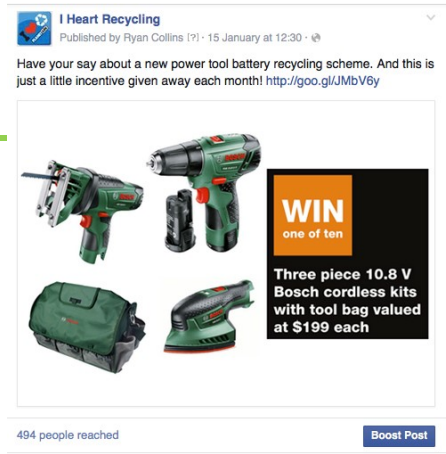 I Heart Recycling
Published by Ryan Collins [?] · 15 January at 12:30 ·
Have your say about a new power tool battery recycling scheme. And this is
just a little incentive given away each month! http://goo.gl/JMbV6y
WIN
one of ten
Three piece 10.8 V
Bosch cordless kits
with tool bag valued
at $199 each
494 people reached
Boost Post